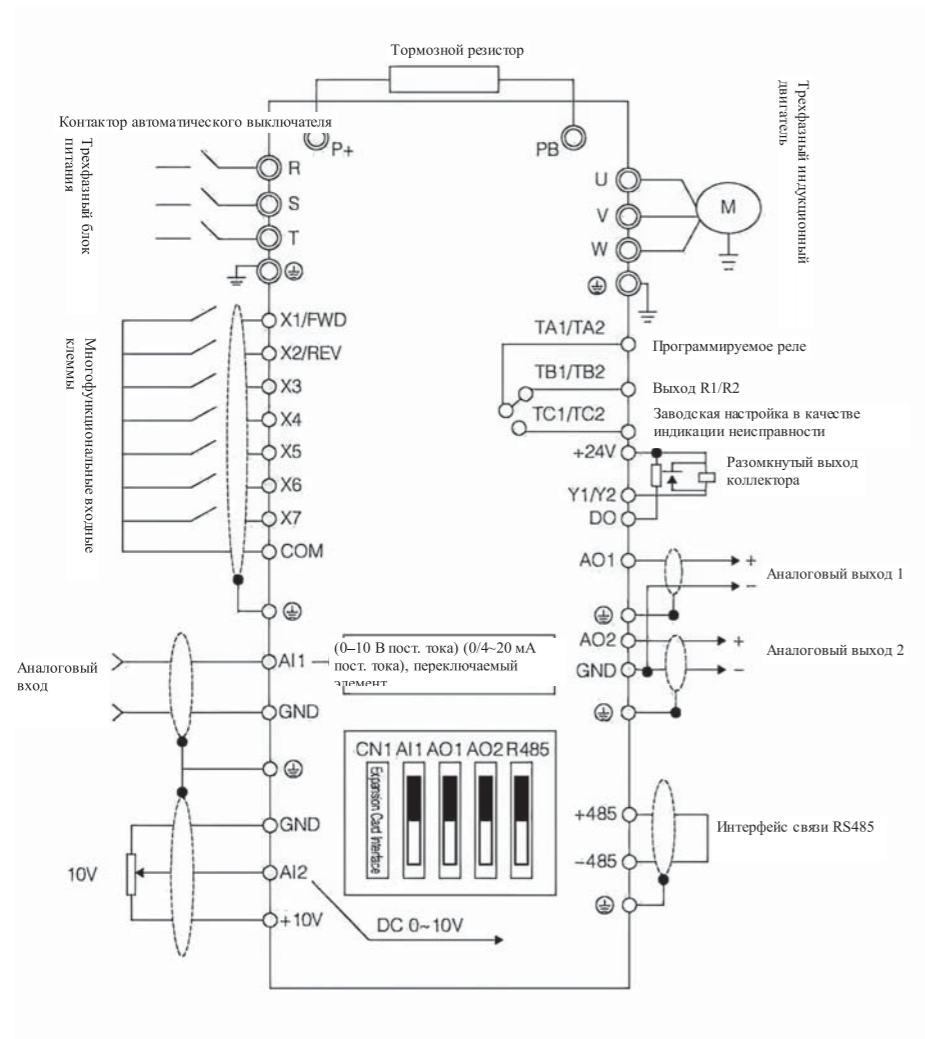 Тормозной резистор
Контактор автоматического выключателя
P+
PB
Трехфазный блок
питания
R
S
T
Трехфазный индукционный
двигатель
U
V
W
M
Многофункциональные входные
клеммы
X1/FWD
X2/REV
X3
X4
X5
X6
X7
COM
TA1/TA2
Программируемое реле
TB1/TB2
Выход R1/R2
TC1/TC2
Заводская настройка в качестве
индикации неисправности
+24V
Разомкнутый выход
коллектора
Y1/Y2
DO
AO1
+
−
Аналоговый выход 1
AO2
+
Аналоговый выход 2
GND
−
Аналоговый
вход
AI1
(0–10 В пост. тока) (0/4~20 мА
пост. тока), переключаемый
элемент
GND
CN1 AI1 AO1 AO2 R485
Expansion Card Interface
GND
10V
AI2
+10V
DC 0~10V
+485
Интерфейс связи RS485
−485